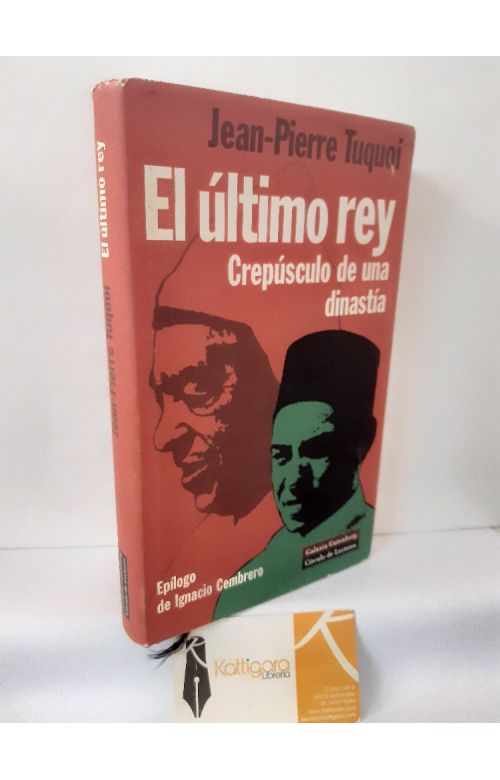 Jean-Pierre Tuquoi
El último rey
Crepúsculo de una
dinastía
Galaxia Gutenberg
Círculo de Lectores
Epílogo
de Ignacio Cembrero
El último rey
Jean-Pierre Tuquoi
Kattigara
Librería